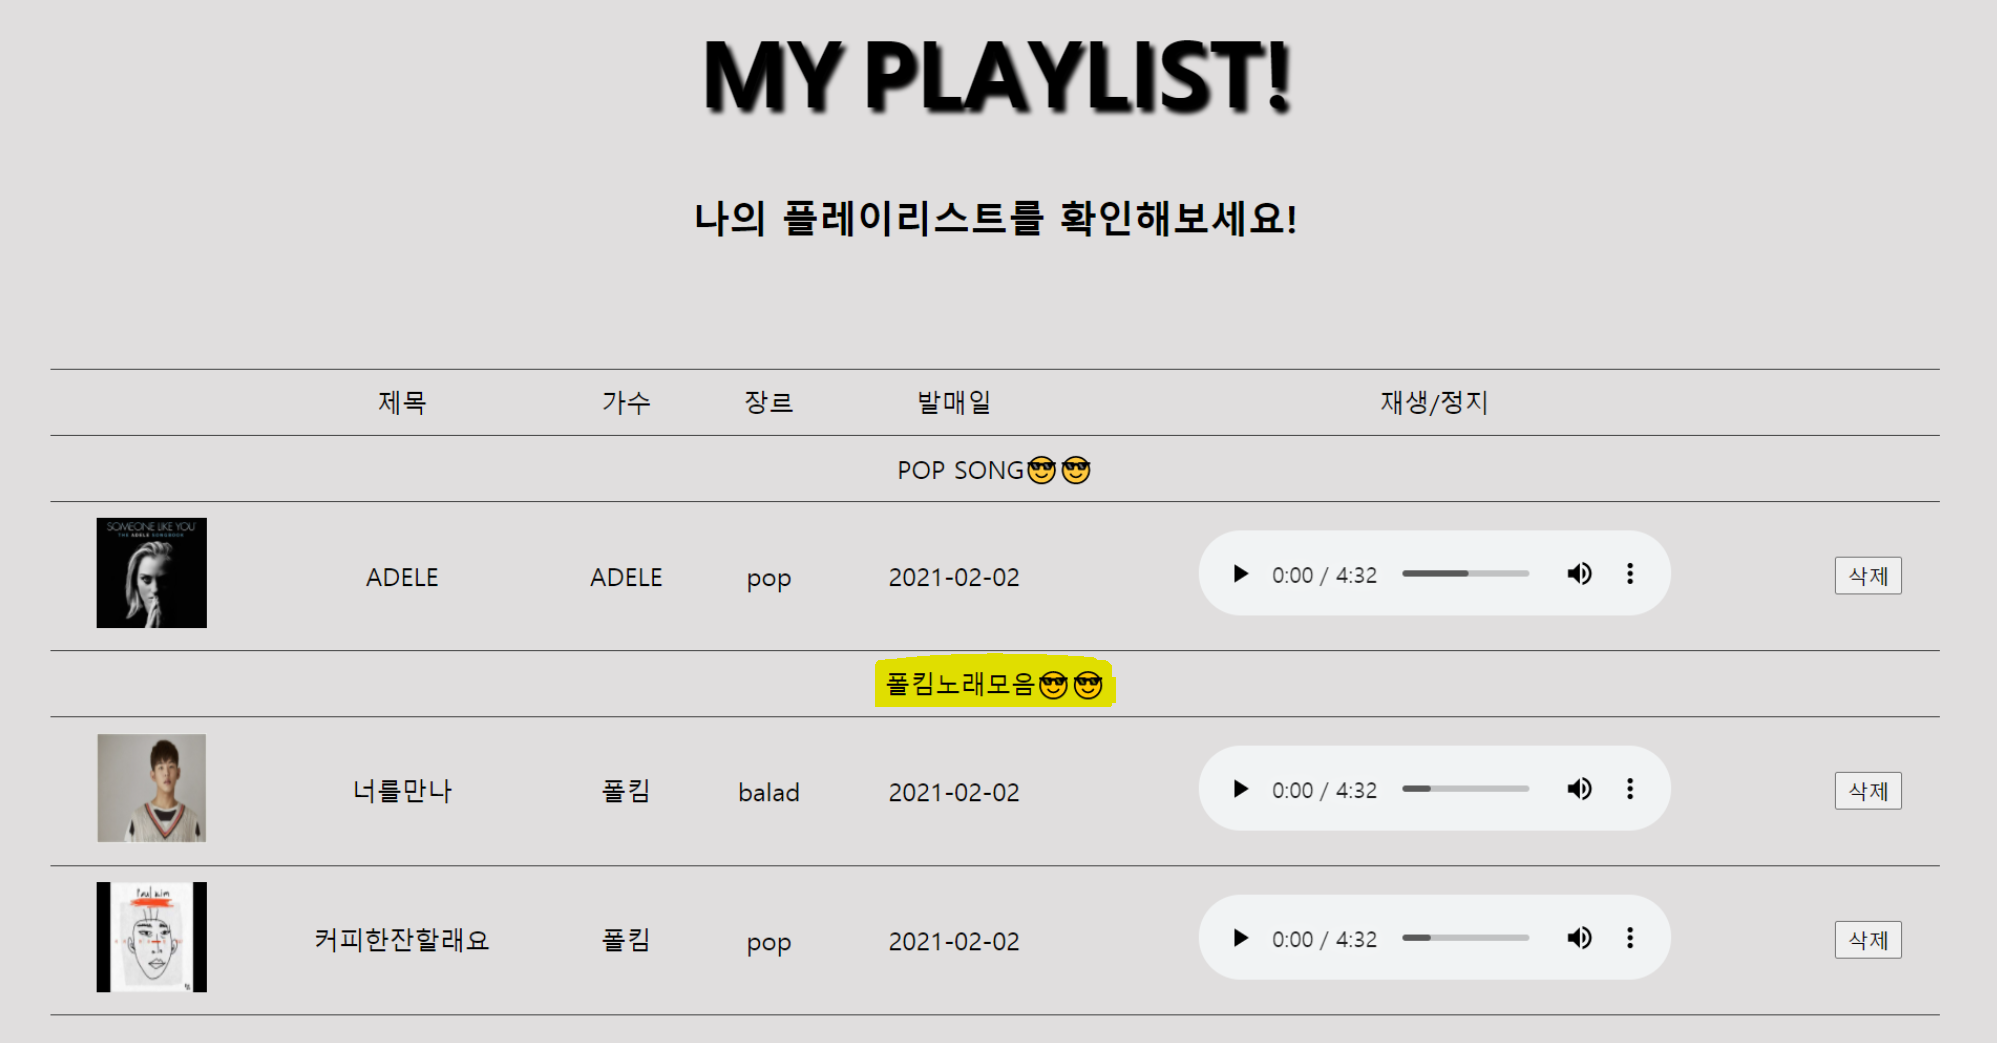 MY PLAYLIST!
나의 플레이리스트를 확인해보세요!
제목 가수 장르 발매일 재생/정지
POP SONG😎😎
SOMEONE LIKE YOU
THE ADELE SONGBOOK
ADELE ADELE pop 2021-02-02 0:00 / 4:32 삭제
폴킴노래모음😎😎
너를만나 폴킴 balad 2021-02-02 0:00 / 4:32 삭제
Paul kim
커피한잔할래요 폴킴 pop 2021-02-02 0:00 / 4:32 삭제